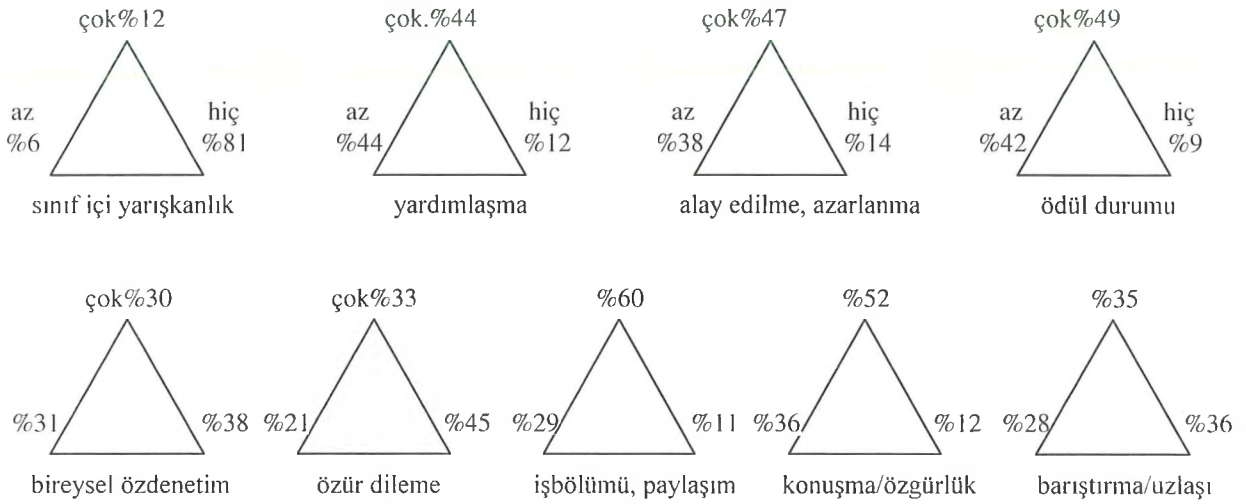 çok%12 çok.%44 çok%47 çok%49
az hiç az hiç az hiç az hiç
%6 %81 %44 %12 %38 %14 %42 %9
sınıf içi yarışkanlık yardımlaşma alay edilme, azarlanma ödül durumu
çok%30 çok%33 %60 %52 %35
%31 %38 %21 %45 %29 %11 %36 %12 %28 %36
bireysel özdenetim özür dileme işbölümü, paylaşım konuşma/özgürlük barıştırma/uzlaşı